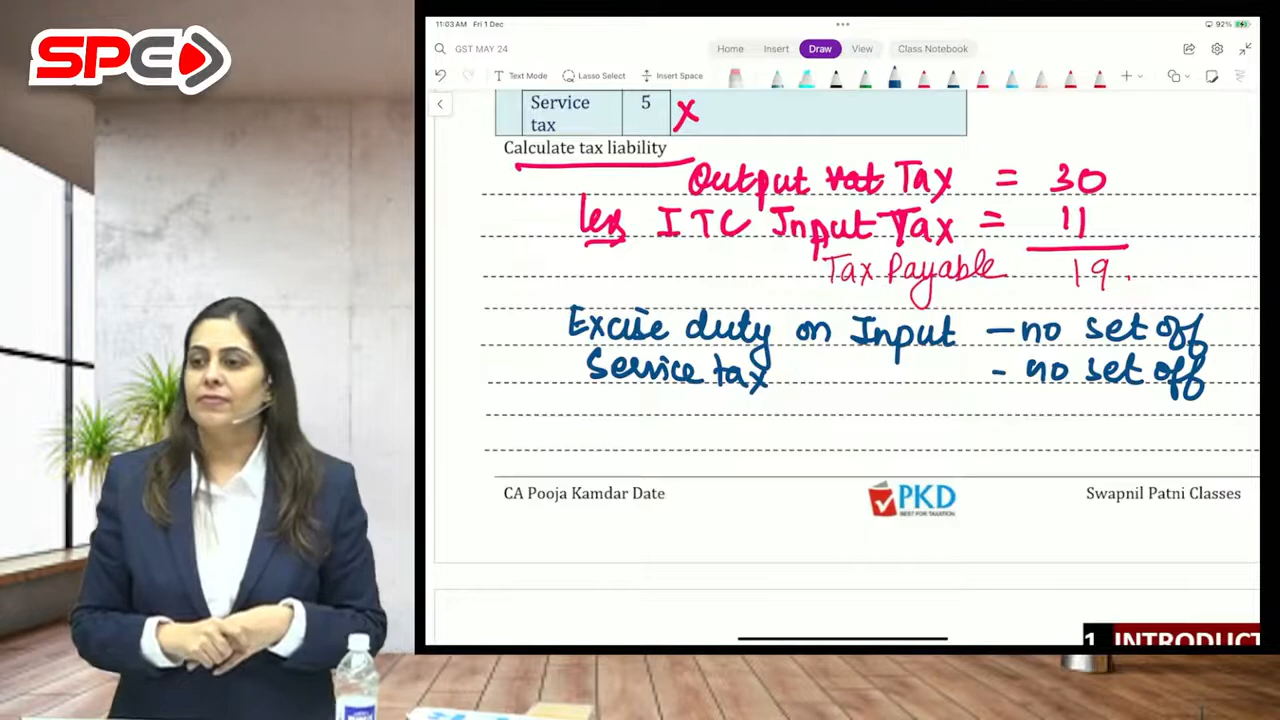 SPE
11:03 AM Fri 1 Dec
92%
GST MAY 24
Home Insert Draw View Class Notebook
Text Mode Lasso Select Insert Space
Service tax 5 X
Calculate tax liability
Output vat Tax = 30
less ITC Input Tax = 11
Tax Payable 19.
Excise duty on Input – no set off
Service tax - no set off
CA Pooja Kamdar Date
PKD
BEST FOR TAXATION
Swapnil Patni Classes
1 INTRODUCT